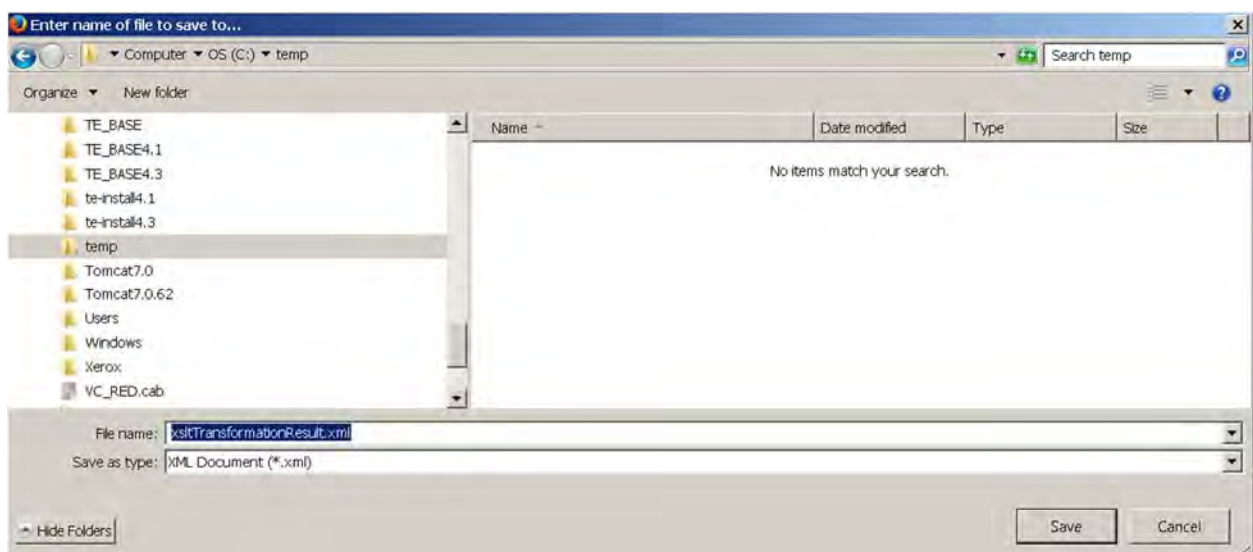 Enter name of file to save to...
Computer OS (C:) temp
Search temp
Organize New folder
Name Date modified Type Size
No items match your search.
TE_BASE
TE_BASE4.1
TE_BASE4.3
te-install4.1
te-install4.3
temp
Tomcat7.0
Tomcat7.0.62
Users
Windows
Xerox
VC_RED.cab
File name: xsltTransformationResult.xml
Save as type: XML Document (*.xml)
Hide Folders
Save Cancel